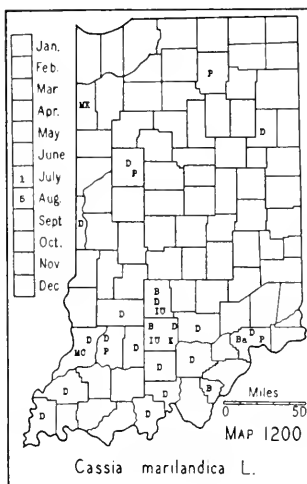 Jan.
Feb.
Mar
Apr.
May
June
1 July
5 Aug.
Sept
Oct.
Nov
Dec
P
MK
D
D
P
D
B
D
IU
D
B D
IU K
D
D
MC
D
P
D
D
Ba
D
P
D
D
D
D
B
D
D
Miles
0 50
MAP 1200
Cassia marilandica L.